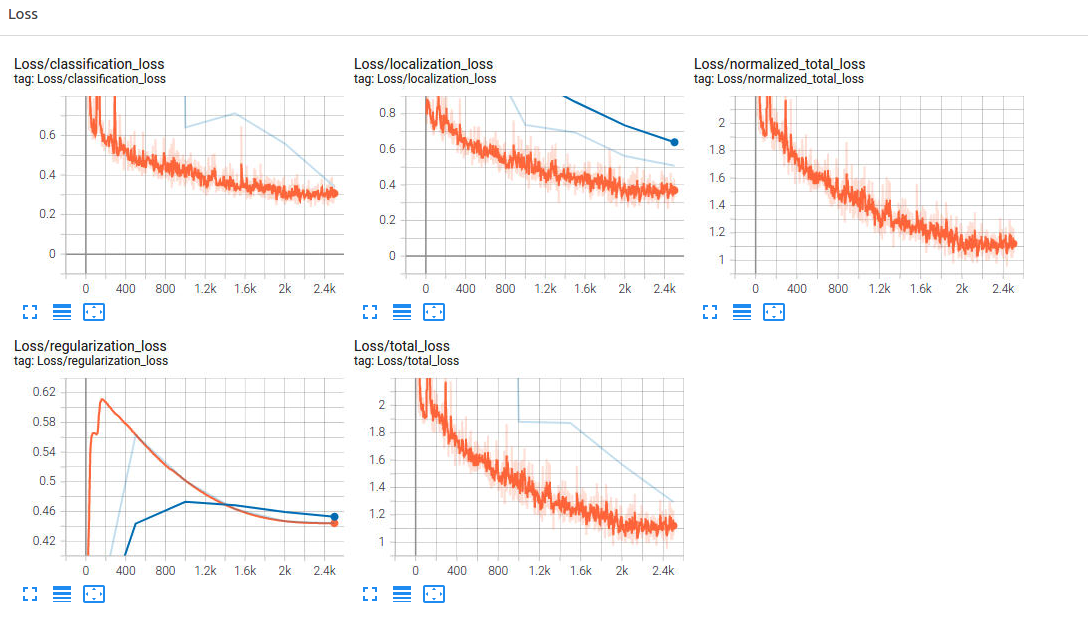 Loss
Loss/classification_loss
tag: Loss/classification_loss
0.6
0.4
0.2
0
0 400 800 1.2k 1.6k 2k 2.4k
Loss/localization_loss
tag: Loss/localization_loss
0.8
0.6
0.4
0.2
0
0 400 800 1.2k 1.6k 2k 2.4k
Loss/normalized_total_loss
tag: Loss/normalized_total_loss
2
1.8
1.6
1.4
1.2
1
0 400 800 1.2k 1.6k 2k 2.4k
Loss/regularization_loss
tag: Loss/regularization_loss
0.62
0.58
0.54
0.5
0.46
0.42
0 400 800 1.2k 1.6k 2k 2.4k
Loss/total_loss
tag: Loss/total_loss
2
1.8
1.6
1.4
1.2
1
0 400 800 1.2k 1.6k 2k 2.4k